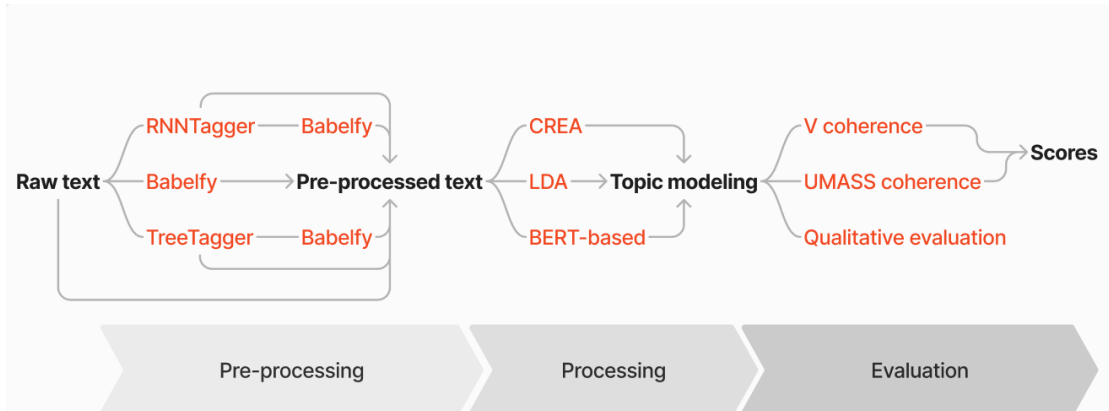 RNNTagger Babelfy CREA V coherence
Scores
Raw text Babelfy Pre-processed text LDA Topic modeling UMASS coherence
TreeTagger Babelfy BERT-based Qualitative evaluation
Pre-processing Processing Evaluation